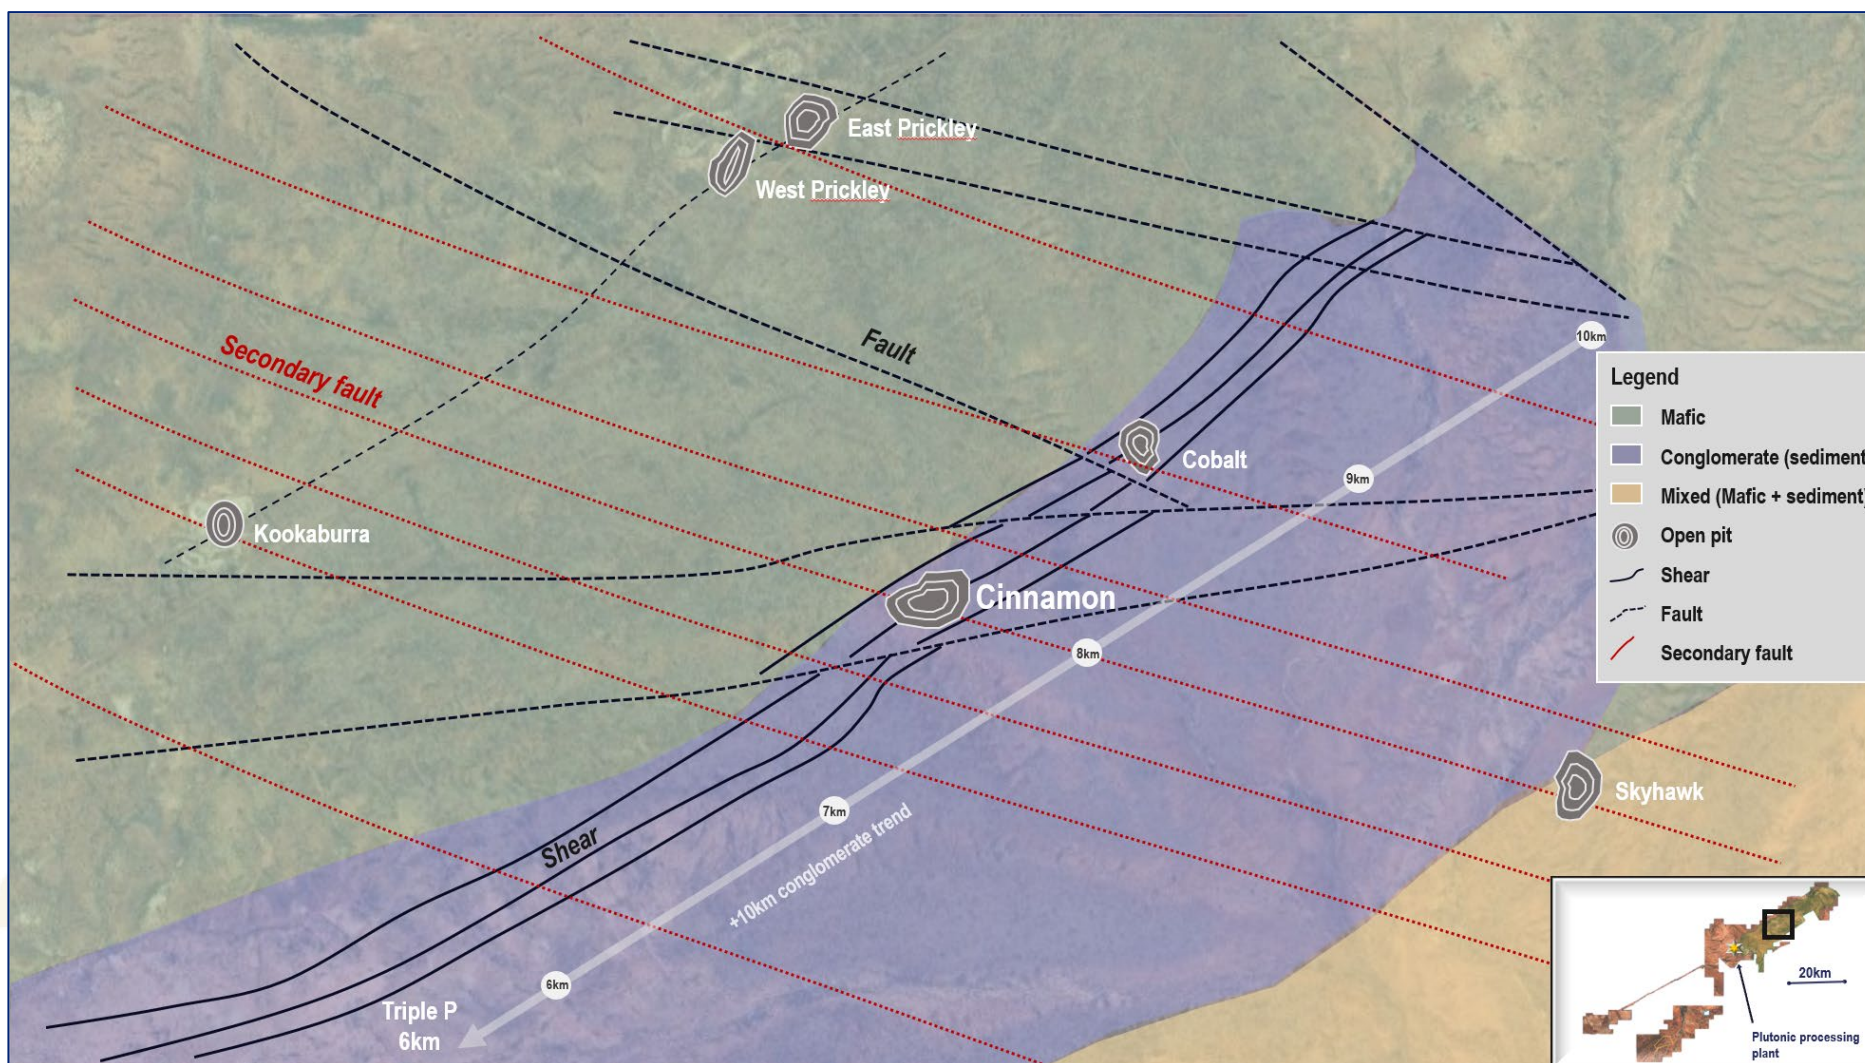 East Prickley
West Prickley
Fault
Secondary fault
10km
Cobalt
9km
Kookaburra
Cinnamon
8km
Skyhawk
7km
+10km conglomerate trend
Shear
6km
Triple P
6km
Legend
Mafic
Conglomerate (sediment
Mixed (Mafic + sediment)
Open pit
Shear
Fault
Secondary fault
20km
Plutonic processing
plant